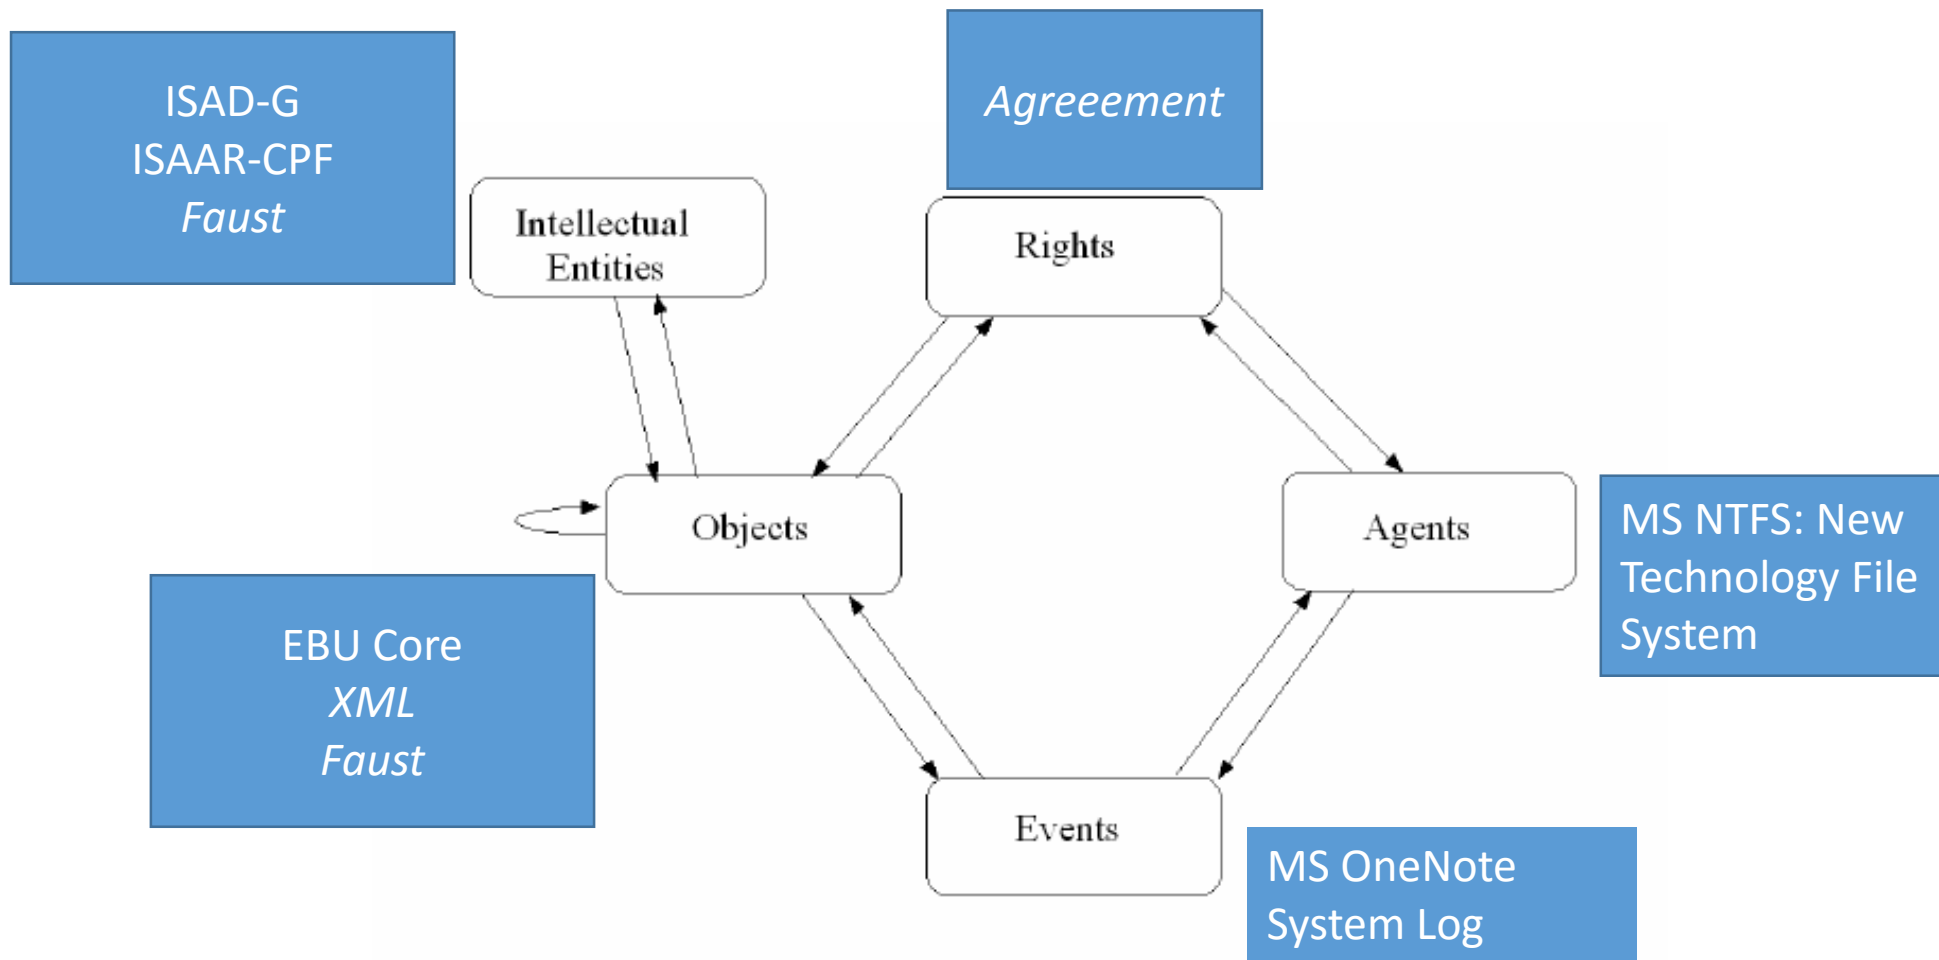 ISAD-G
ISAAR-CPF
Faust
Agreeement
Intellectual
Entities
Rights
Objects
Agents
MS NTFS: New
Technology File
System
EBU Core
XML
Faust
Events
MS OneNote
System Log